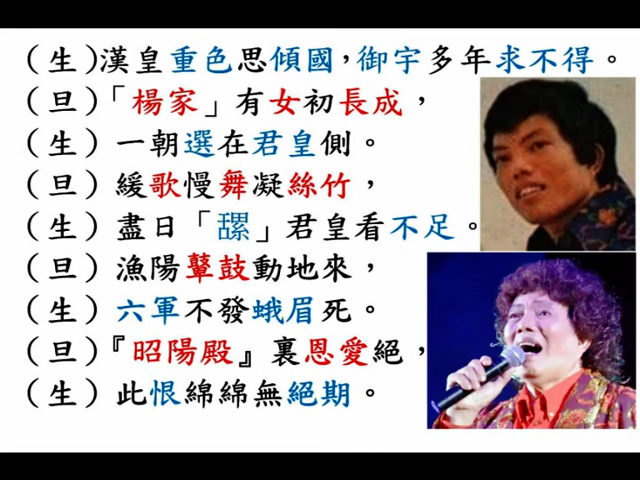 (生)漢皇重色思傾國,御宇多年求不得。
(旦)「楊家」有女初長成,
(生)一朝選在君皇側。
(旦)緩歌慢舞凝絲竹,
(生)盡日「瞾」君皇看不足。
(旦)漁陽鼙鼓動地來,
(生)六軍不發蛾眉死。
(旦)『昭陽殿』裏恩愛絕,
(生)此恨綿綿無絕期。